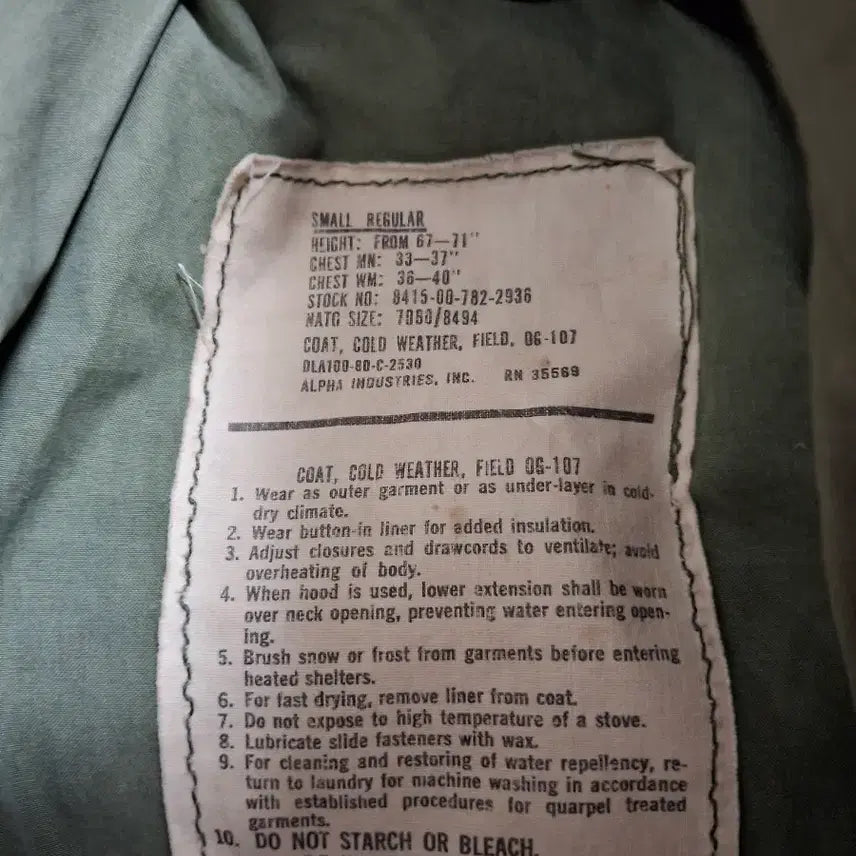 SMALL REGULAR
HEIGHT: FROM 67—71"
CHEST MN: 33—37"
CHEST WM: 36—40"
STOCK NO: 8415-00-782-2936
NATO SIZE: 7080/8494
COAT, COLD WEATHER, FIELD, OG-107
DLA100-80-C-2530
ALPHA INDUSTRIES, INC. RN 35569
COAT, COLD WEATHER, FIELD OG-107
1. Wear as outer garment or as under-layer in cold-
dry climate.
2. Wear button-in liner for added insulation.
3. Adjust closures and drawcords to ventilate; avoid
overheating of body.
4. When hood is used, lower extension shall be worn
over neck opening, preventing water entering open-
ing.
5. Brush snow or frost from garments before entering
heated shelters.
6. For fast drying, remove liner from coat.
7. Do not expose to high temperature of a stove.
8. Lubricate slide fasteners with wax.
9. For cleaning and restoring of water repellency, re-
turn to laundry for machine washing in accordance
with established procedures for quarpel treated
garments.
10. DO NOT STARCH OR BLEACH.